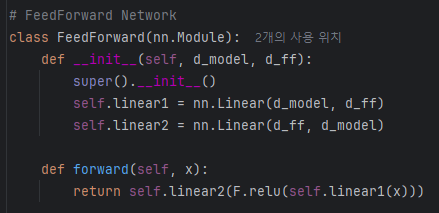 # FeedForward Network
class FeedForward(nn.Module):  2개의 사용 위치
    def __init__(self, d_model, d_ff):
        super().__init__()
        self.linear1 = nn.Linear(d_model, d_ff)
        self.linear2 = nn.Linear(d_ff, d_model)

    def forward(self, x):
        return self.linear2(F.relu(self.linear1(x)))